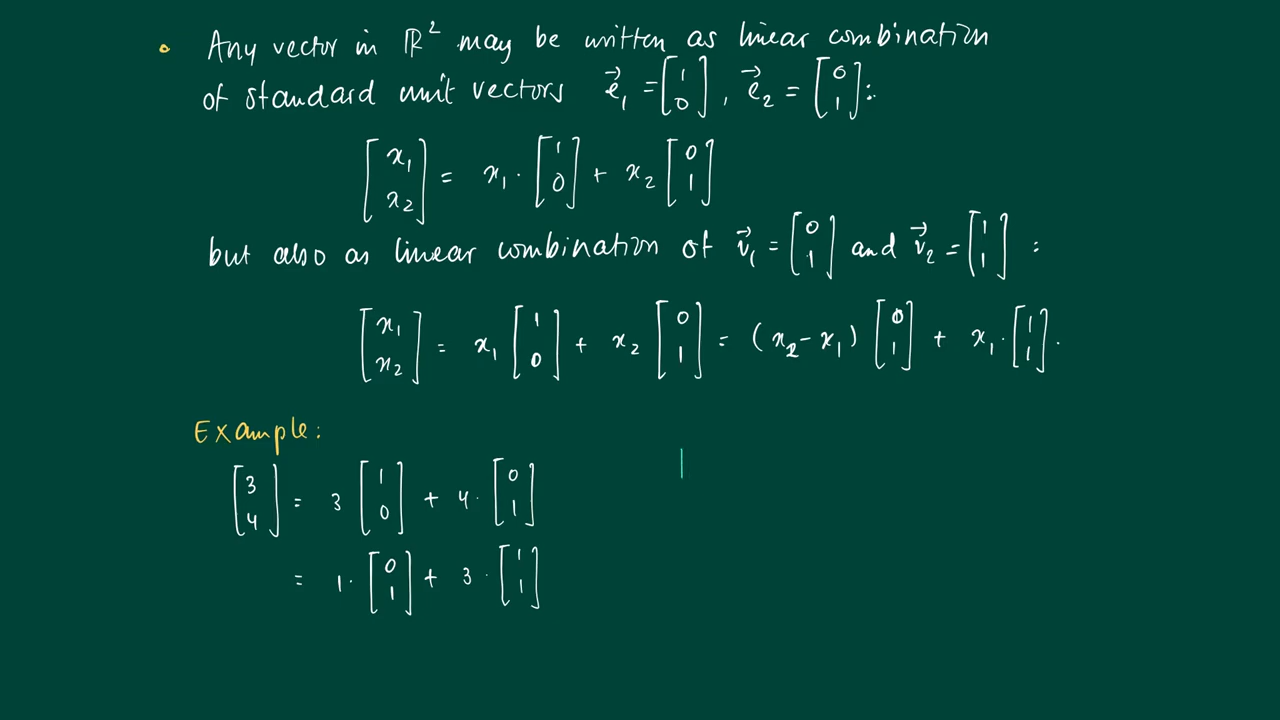 • Any vector in ℝ² may be written as linear combination
of standard unit vectors e⃗₁ = [1 0], e⃗₂ = [0 1]:
[x₁ x₂] = x₁ · [1 0] + x₂ [0 1]
but also as linear combination of v⃗₁ = [0 1] and v⃗₂ = [1 1] :
[x₁ x₂] = x₁ [1 0] + x₂ [0 1] = (x₂ - x₁) [0 1] + x₁ · [1 1].
Example:
[3 4] = 3 [1 0] + 4 · [0 1]
= 1 · [0 1] + 3 · [1 1]